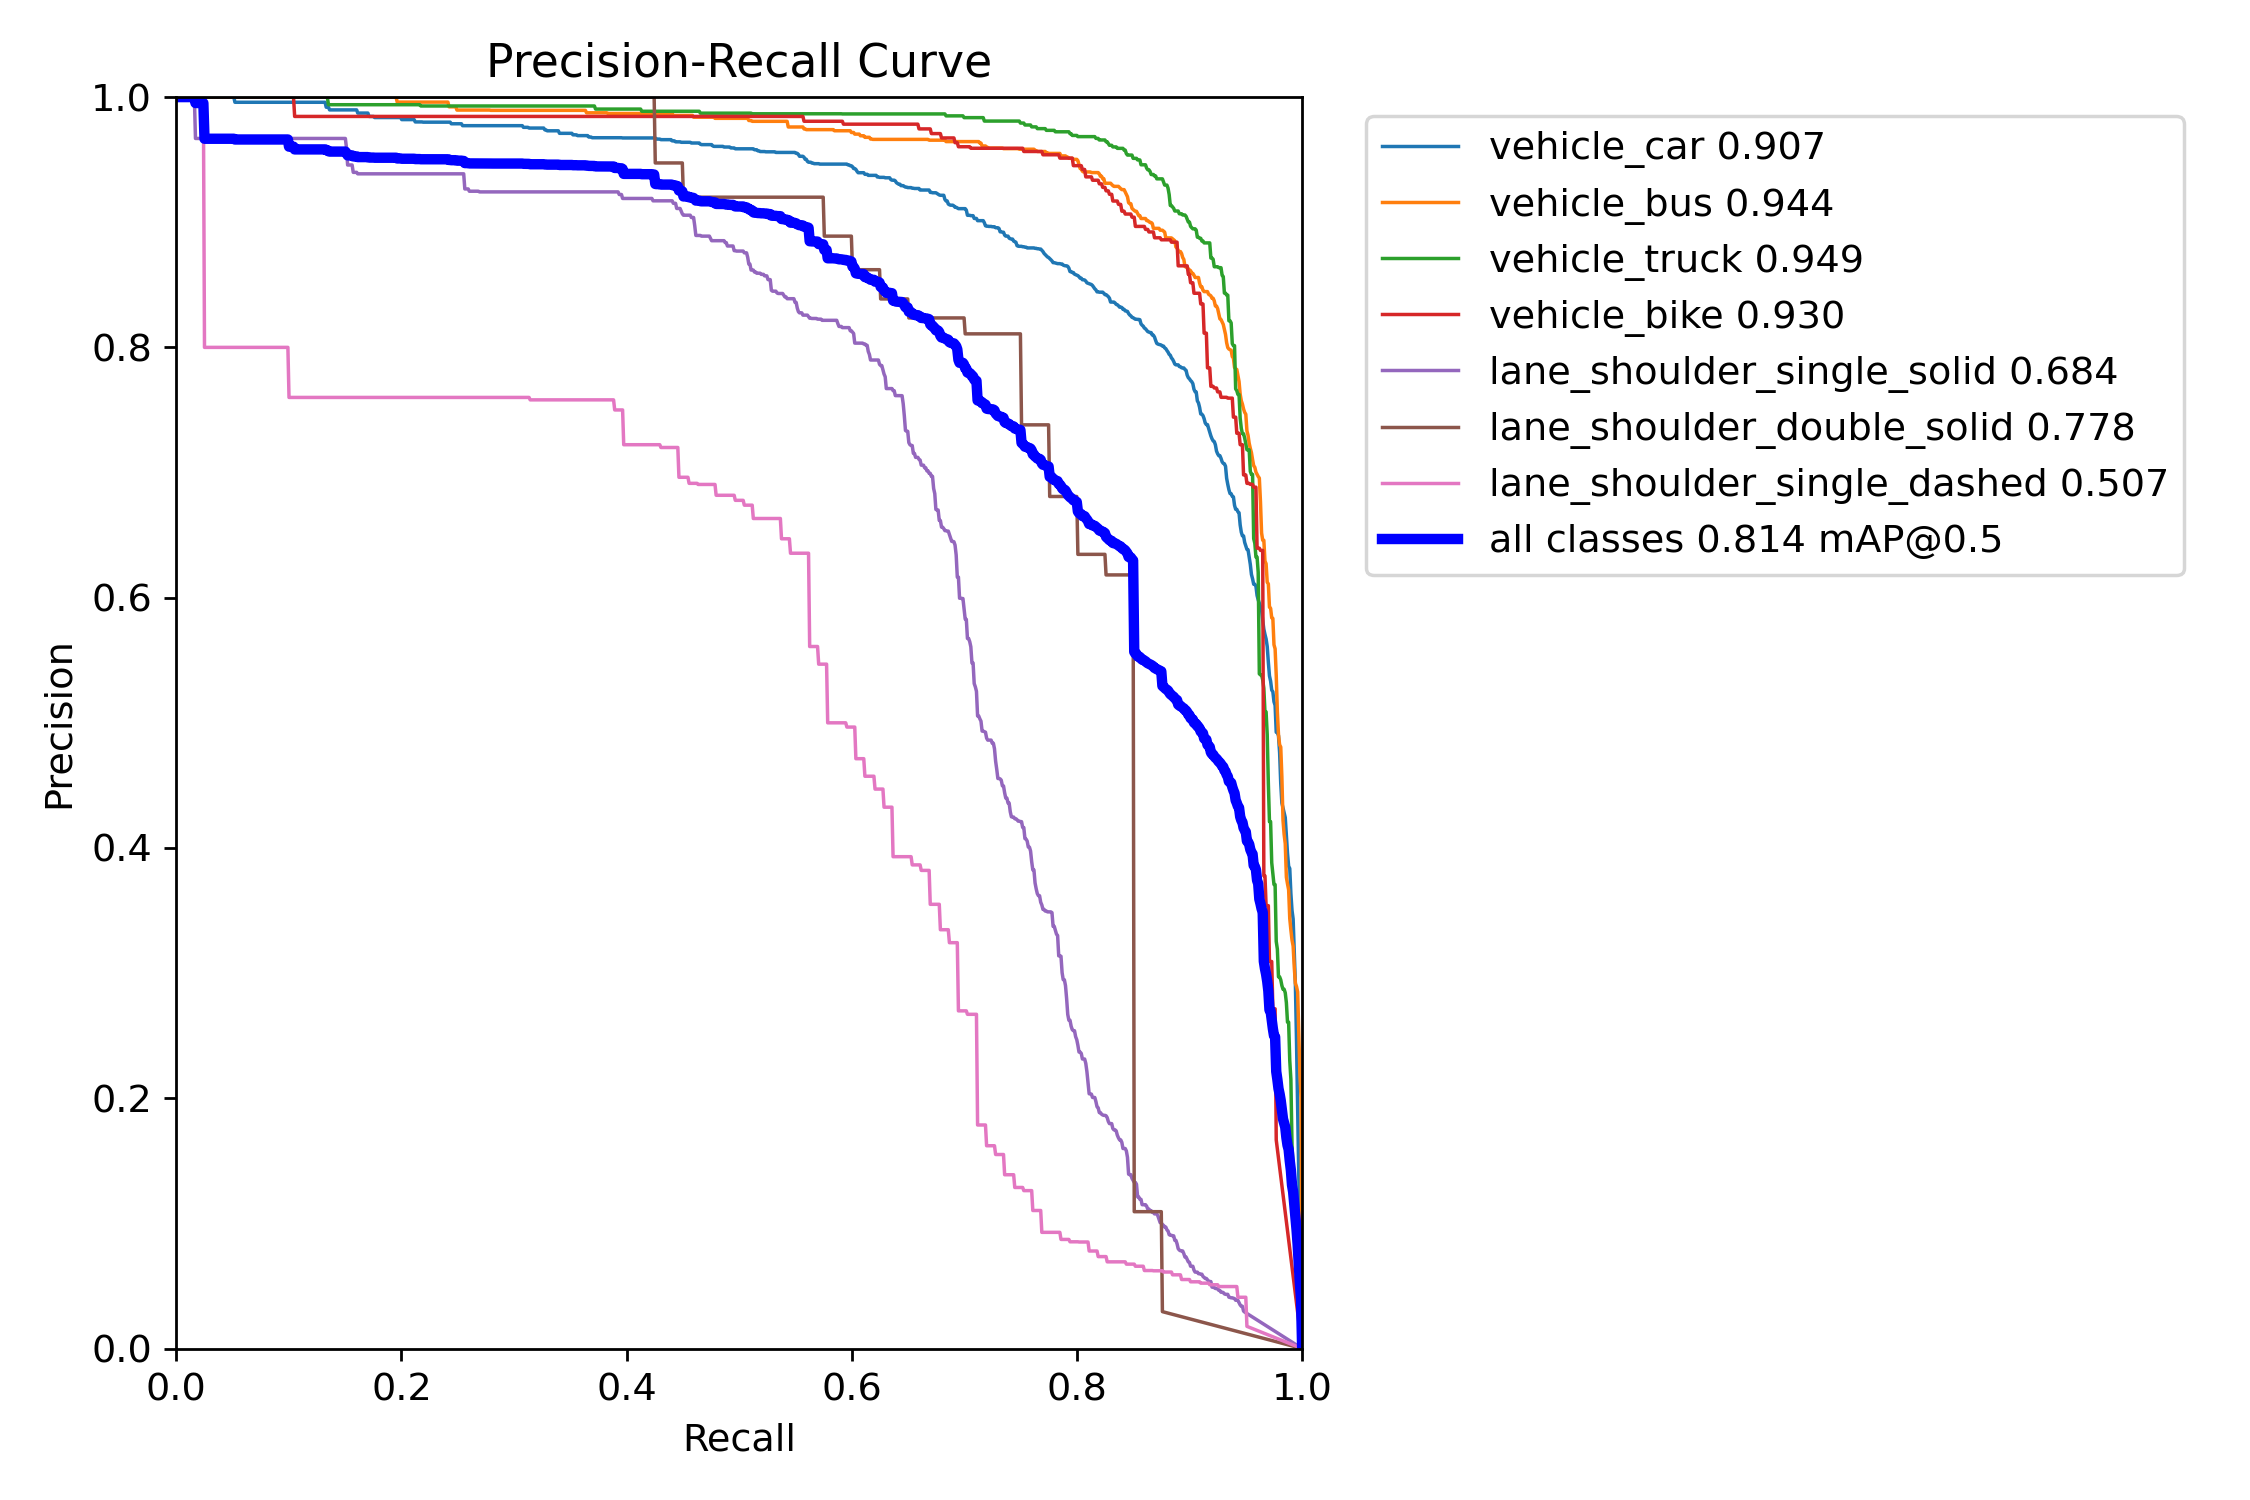 Precision-Recall Curve
1.0
0.8
0.6
0.4
0.2
0.0
Precision
0.0 0.2 0.4 0.6 0.8 1.0
Recall
vehicle_car 0.907
vehicle_bus 0.944
vehicle_truck 0.949
vehicle_bike 0.930
lane_shoulder_single_solid 0.684
lane_shoulder_double_solid 0.778
lane_shoulder_single_dashed 0.507
all classes 0.814 mAP@0.5